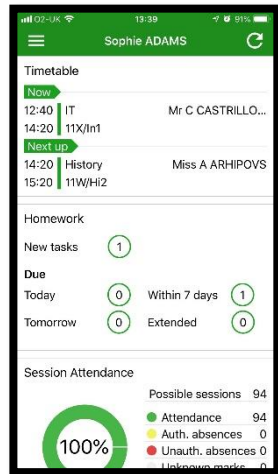 O2-UK 13:39 91%
Sophie ADAMS
Timetable
Now
12:40 IT Mr C CASTRILLO...
14:20 11X/In1
Next up
14:20 History Miss A ARHIPOVS
15:20 11W/Hi2
Homework
New tasks 1
Due
Today 0 Within 7 days 1
Tomorrow 0 Extended 0
Session Attendance
Possible sessions 94
Attendance 94
Auth. absences 0
100% Unauth. absences 0
Unknown marks